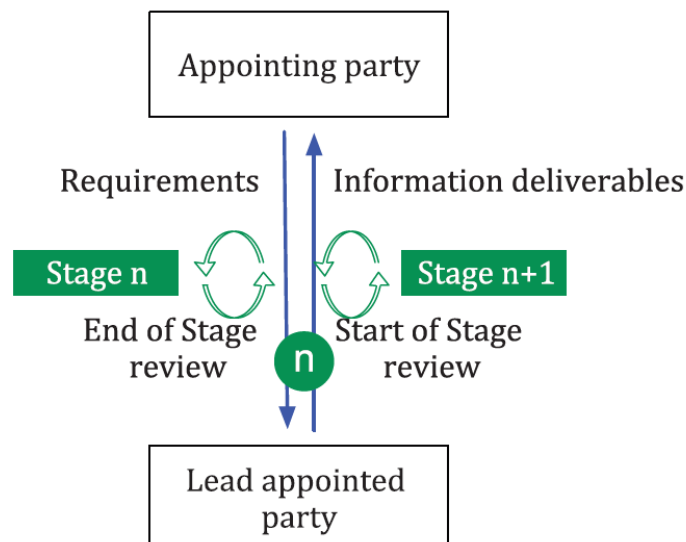 Appointing party
Requirements
Information deliverables
Stage n
Stage n+1
End of Stage
review
Start of Stage
review
n
Lead appointed
party